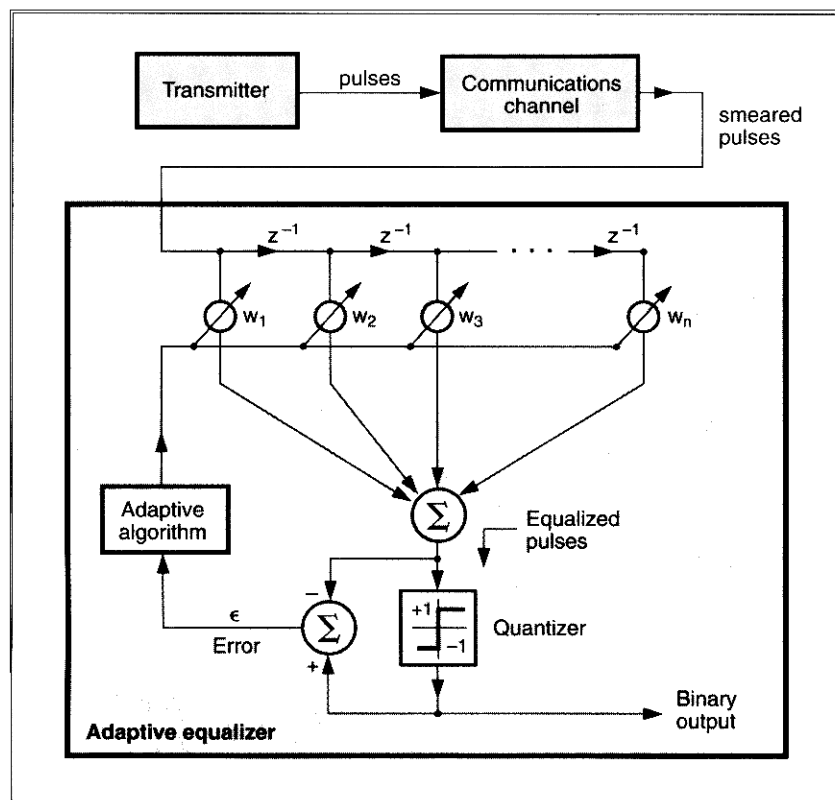 Transmitter
pulses
Communications
channel
smeared
pulses
z⁻¹
z⁻¹
z⁻¹
w₁
w₂
w₃
wₙ
Adaptive
algorithm
Σ
Equalized
pulses
−
ϵ
Error
Σ
+
+1
−1
Quantizer
Binary
output
Adaptive equalizer